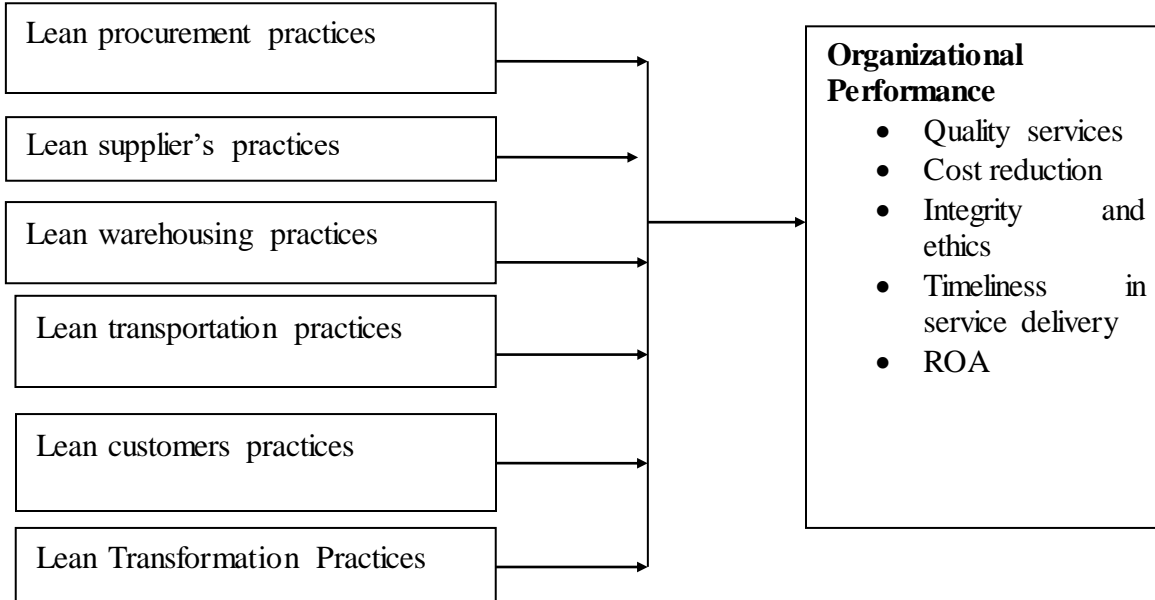 Lean procurement practices
Lean supplier’s practices
Lean warehousing practices
Lean transportation practices
Lean customers practices
Lean Transformation Practices
Organizational
Performance
• Quality services
• Cost reduction
• Integrity and
ethics
• Timeliness in
service delivery
• ROA